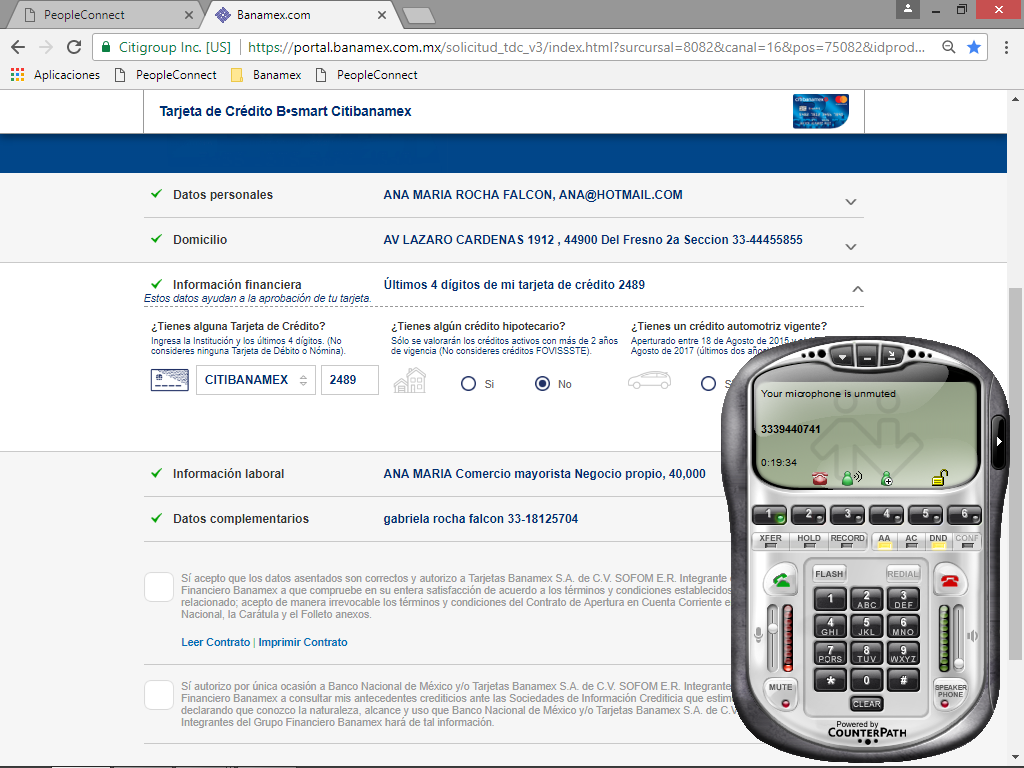 PeopleConnect
Banamex.com
Citigroup Inc. [US]
https://portal.banamex.com.mx/solicitud_tdc_v3/index.html?surcursal=8082&canal=16&pos=75082&idprod...
Aplicaciones
PeopleConnect
Banamex
PeopleConnect
Tarjeta de Crédito B•smart Citibanamex
Datos personales
ANA MARIA ROCHA FALCON, ANA@HOTMAIL.COM
Domicilio
AV LAZARO CARDENAS 1912 , 44900 Del Fresno 2a Seccion 33-44455855
Información financiera
Últimos 4 dígitos de mi tarjeta de crédito 2489
Estos datos ayudan a la aprobación de tu tarjeta.
¿Tienes alguna Tarjeta de Crédito?
Ingresa la Institución y los últimos 4 dígitos. (No
consideres ninguna Tarjeta de Débito o Nómina).
CITIBANAMEX
2489
¿Tienes algún crédito hipotecario?
Sólo se valorarán los créditos activos con más de 2 años
de vigencia (No consideres créditos FOVISSSTE).
Si
No
¿Tienes un crédito automotriz vigente?
Aperturado entre 18 de Agosto de 2015 y
Agosto de 2017 (últimos dos años
Información laboral
ANA MARIA Comercio mayorista Negocio propio, 40,000
Datos complementarios
gabriela rocha falcon 33-18125704
Sí acepto que los datos asentados son correctos y autorizo a Tarjetas Banamex S.A. de C.V. SOFOM E.R. Integrante
Financiero Banamex a que compruebe en su entera satisfacción de acuerdo a los términos y condiciones establecidos
relacionado; acepto de manera irrevocable los términos y condiciones del Contrato de Apertura en Cuenta Corriente e
Nacional, la Carátula y el Folleto anexos.
Leer Contrato | Imprimir Contrato
Sí autorizo por única ocasión a Banco Nacional de México y/o Tarjetas Banamex S.A. de C.V. SOFOM E.R. Integrante
Financiero Banamex a consultar mis antecedentes crediticios ante las Sociedades de Información Crediticia que estim
declarando que conozco la naturaleza, alcance y uso que Banco Nacional de México y/o Tarjetas Banamex S.A. de C.V.
Integrantes del Grupo Financiero Banamex hará de tal información.
Your microphone is unmuted
3339440741
0:19:34
1 2 3 4 5 6
XFER HOLD RECORD AA AC DND CONF
FLASH REDIAL
1 2 ABC 3 DEF
4 GHI 5 JKL 6 MNO
7 PQRS 8 TUV 9 WXYZ
* 0 #
MUTE
CLEAR
SPEAKER
PHONE
Powered by
COUNTERPATH